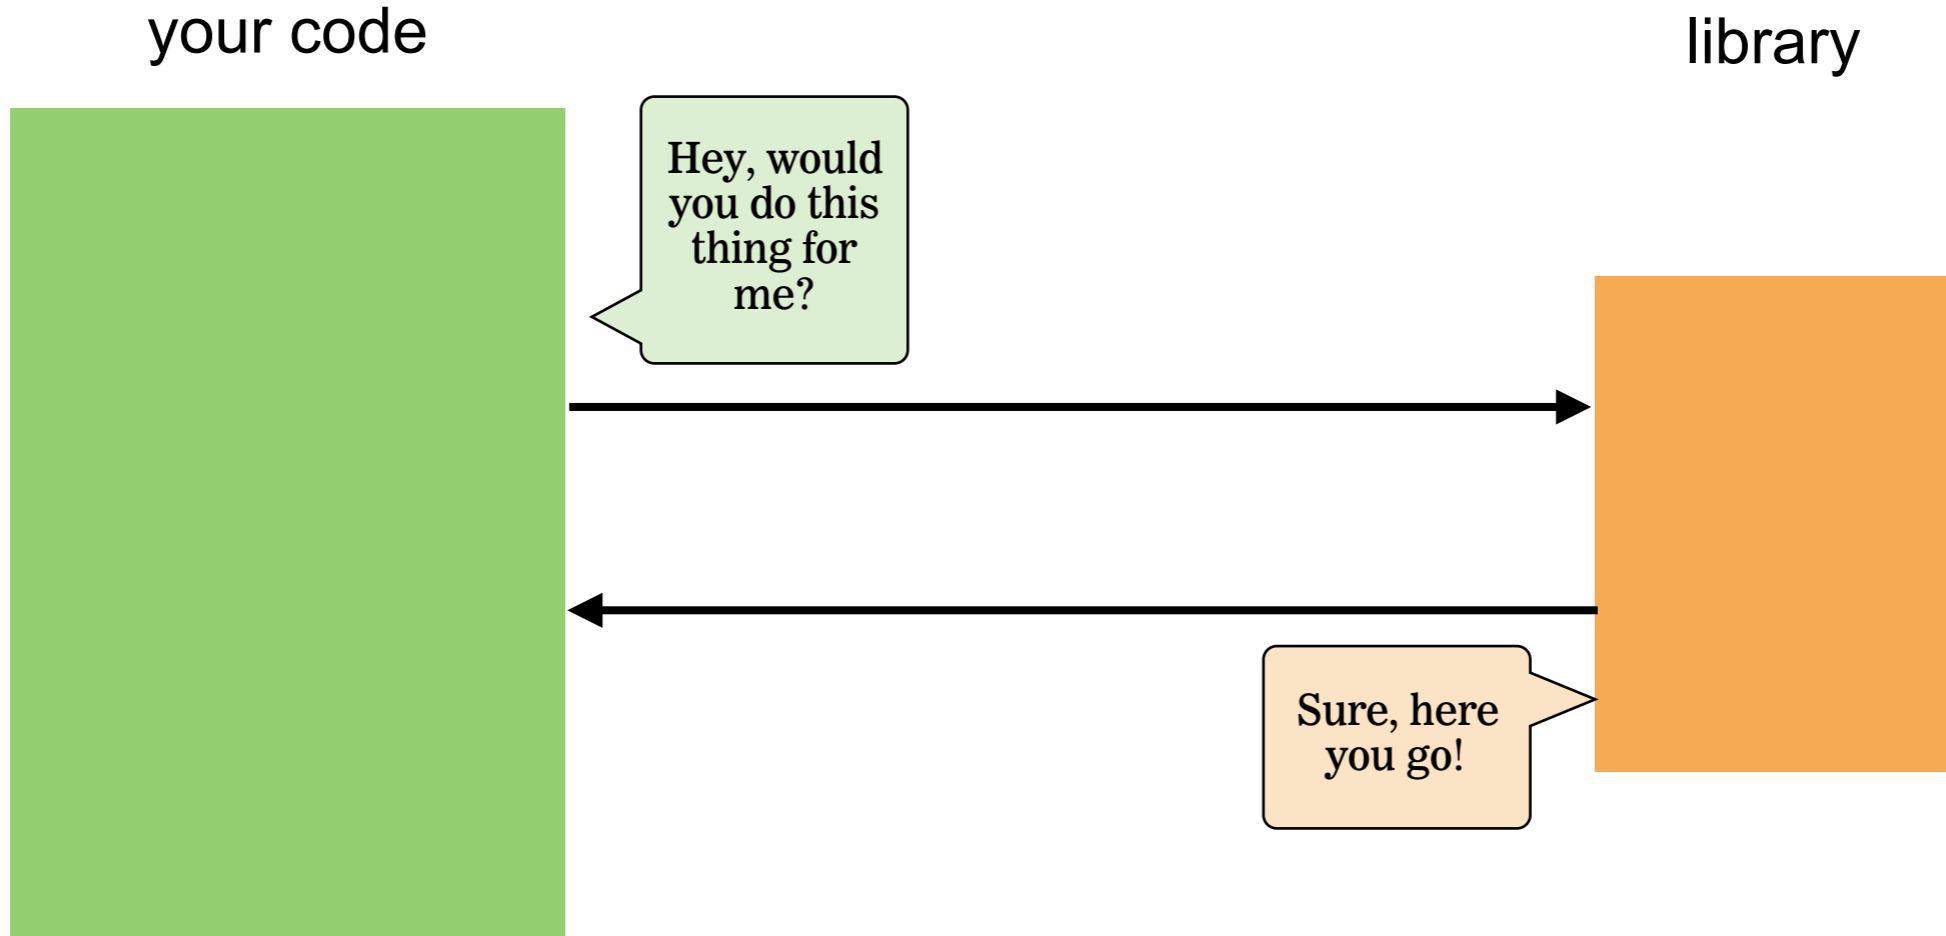 your code
library
Hey, would
you do this
thing for
me?
Sure, here
you go!